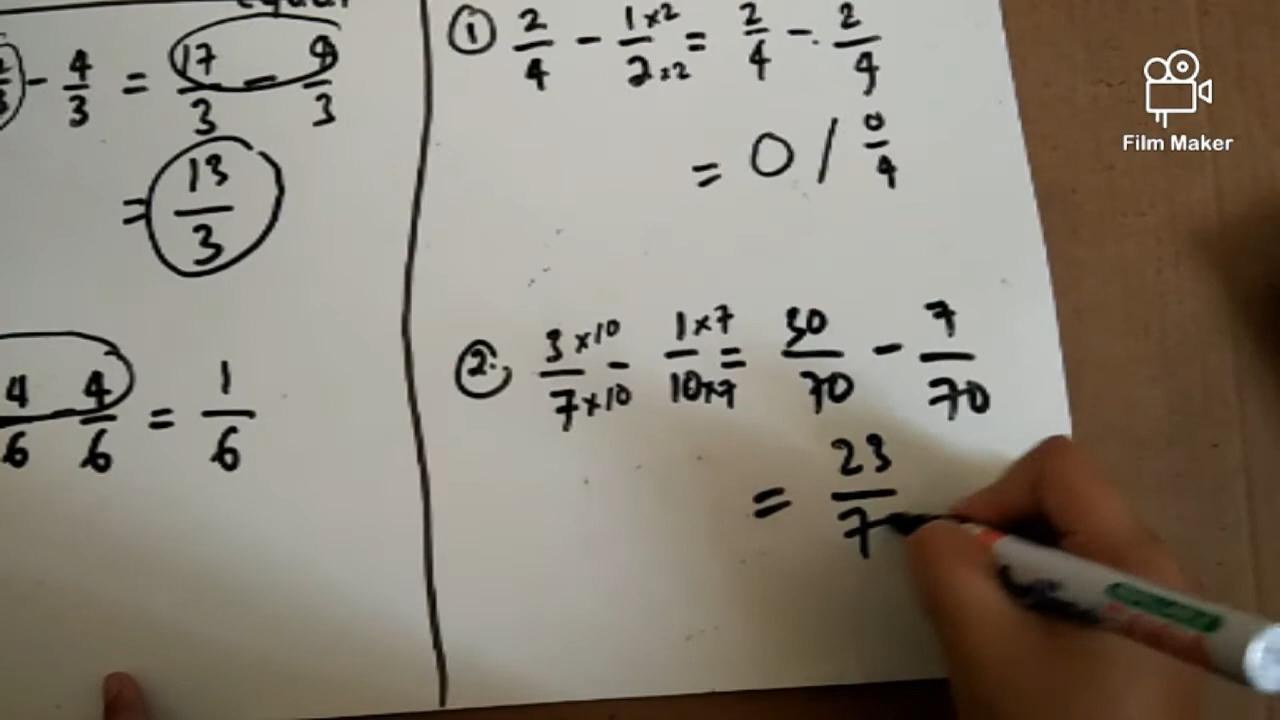 equal
- 4/3 = 17/3 - 4/3
= 13/3
4/6 - 4/6 = 1/6
① 2/4 - 1×2/2×2 = 2/4 - 2/4
= 0 / 0/4
②. 3×10/7×10 - 1×7/10×7 = 30/70 - 7/70
= 23/7
Film Maker